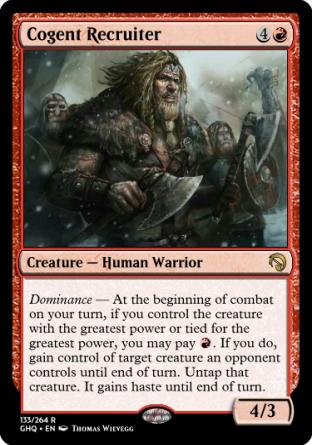 Cogent Recruiter 4
Creature — Human Warrior
Dominance — At the beginning of combat
on your turn, if you control the creature
with the greatest power or tied for the
greatest power, you may pay . If you do,
gain control of target creature an opponent
controls until end of turn. Untap that
creature. It gains haste until end of turn.
4/3
133/264 R
GHQ • EN Thomas Wievegg